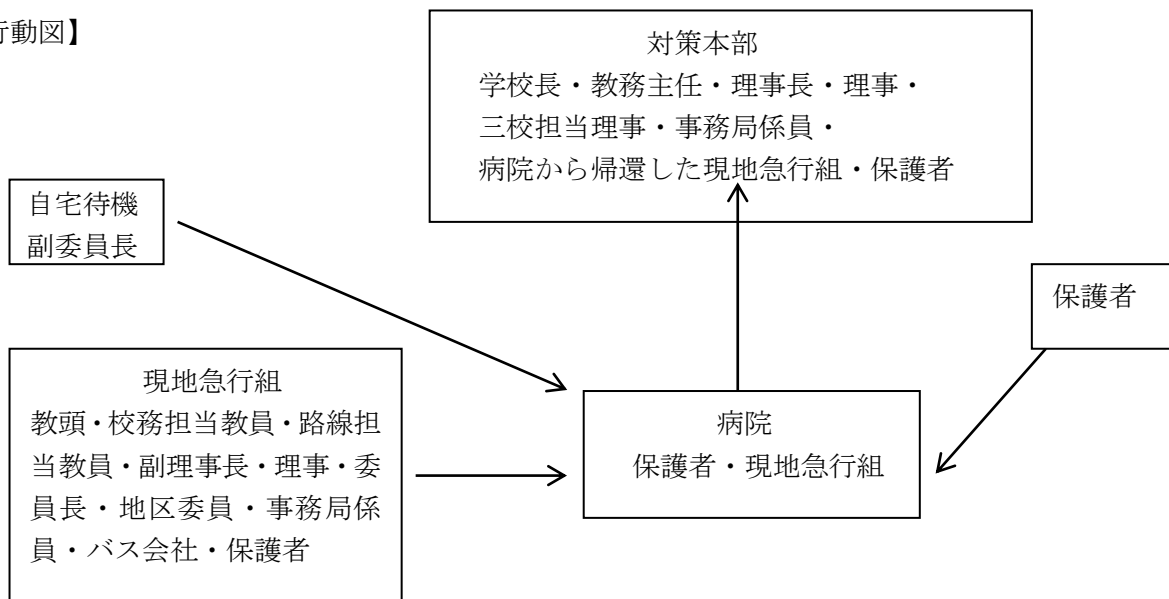 行動図】
対策本部
学校長・教務主任・理事長・理事・
三校担当理事・事務局係員・
病院から帰還した現地急行組・保護者
自宅待機
副委員長
保護者
現地急行組
教頭・校務担当教員・路線担
当教員・副理事長・理事・委
員長・地区委員・事務局係
員・バス会社・保護者
病院
保護者・現地急行組